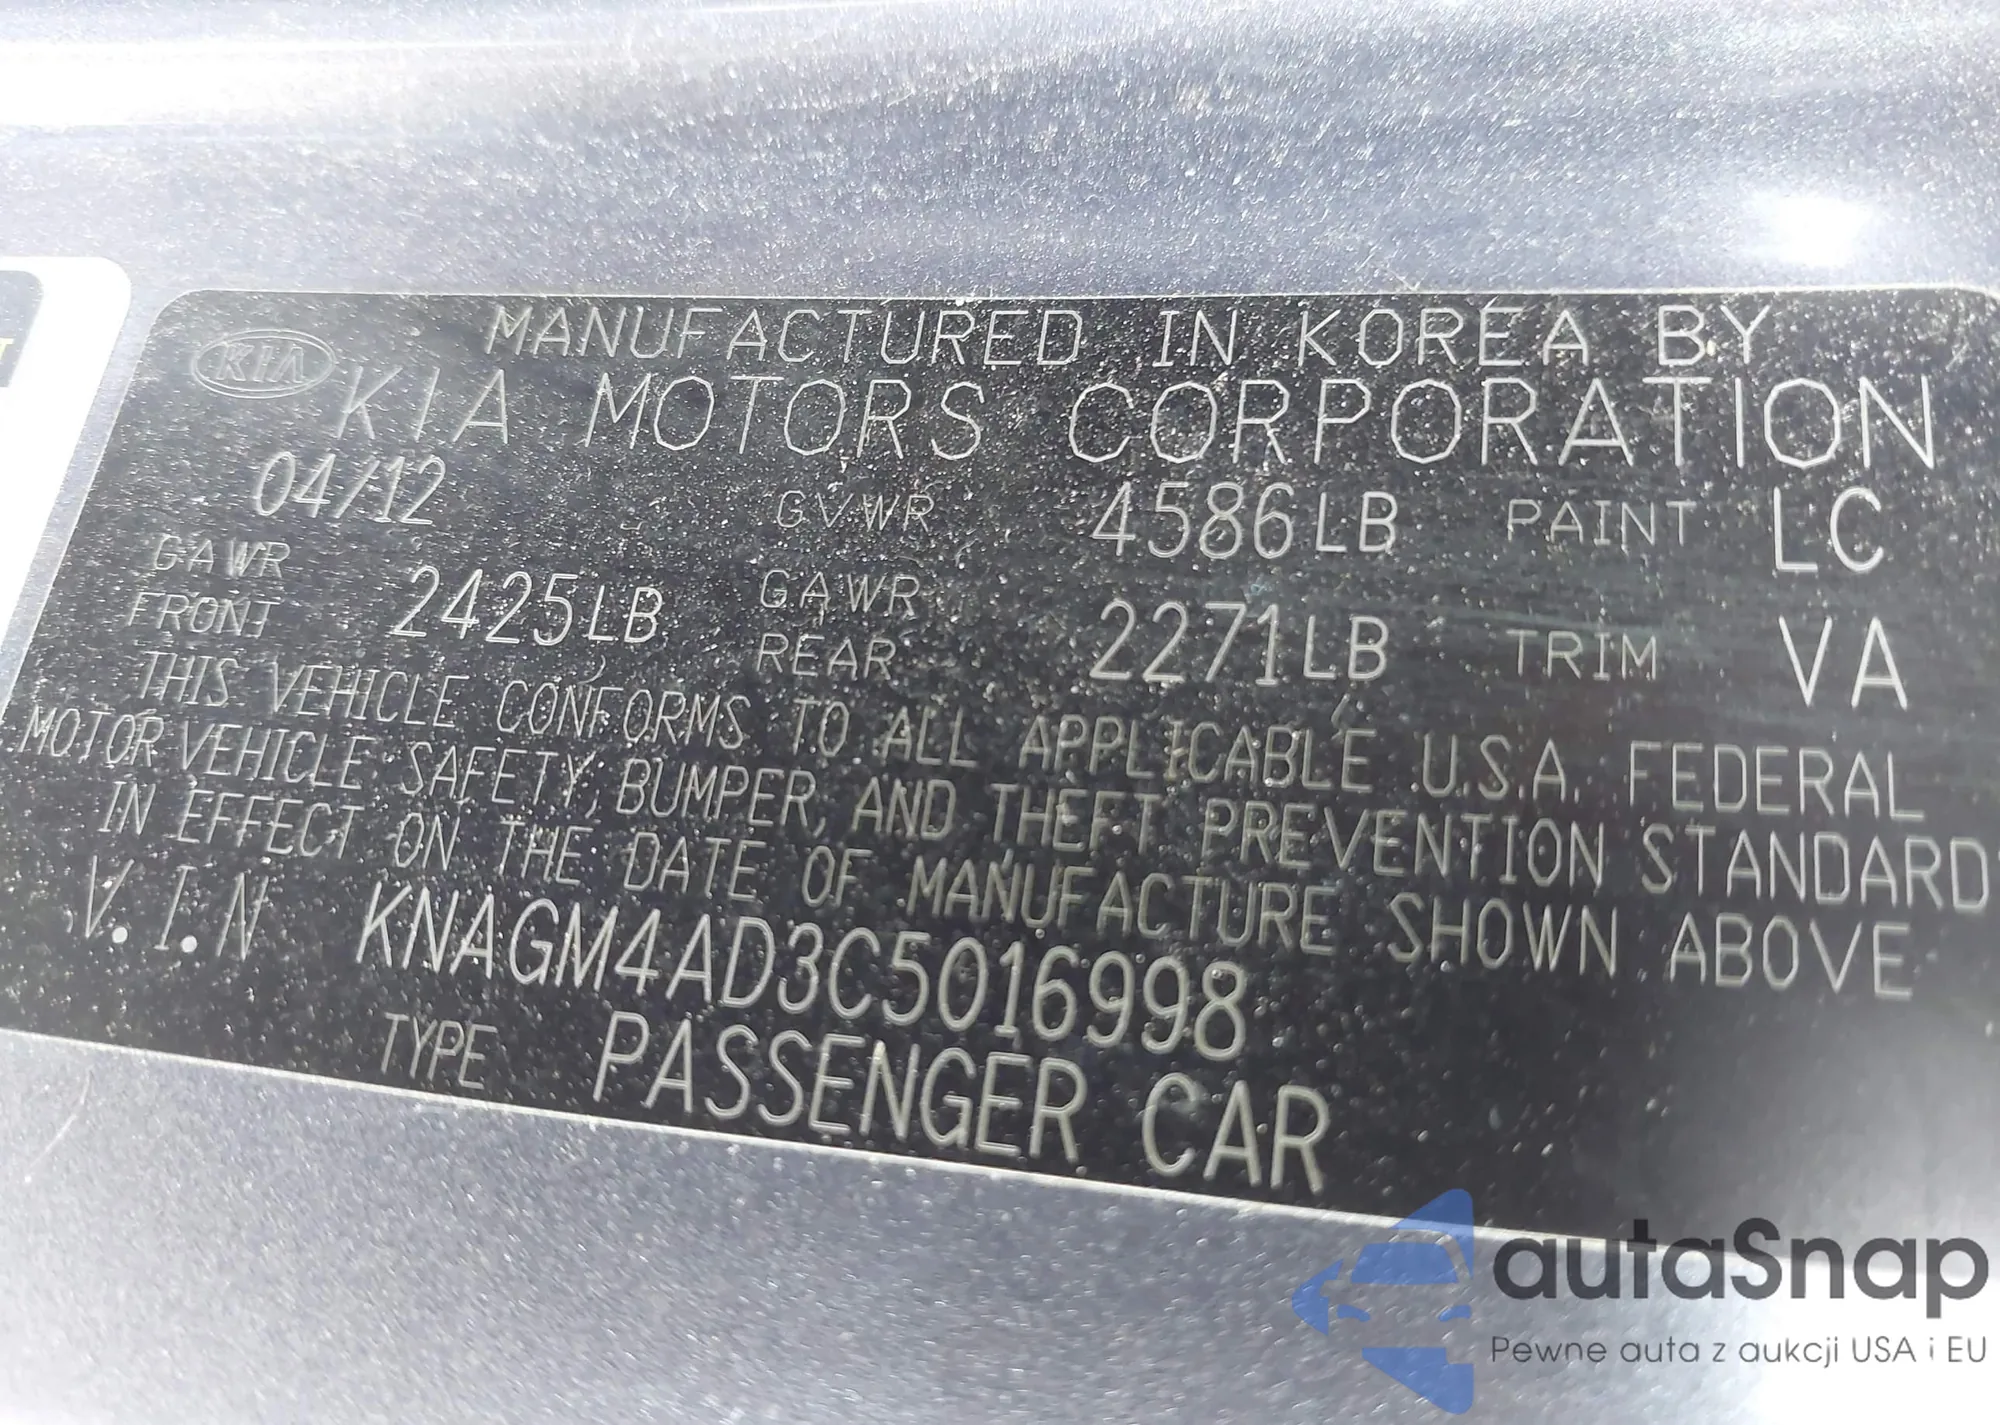 KIA
MANUFACTURED IN KOREA BY
KIA MOTORS CORPORATION
04/12 GVWR 4586LB PAINT LC
GAWR FRONT 2425LB GAWR REAR 2271LB TRIM VA
THIS VEHICLE CONFORMS TO ALL APPLICABLE U.S.A. FEDERAL
MOTOR VEHICLE SAFETY, BUMPER, AND THEFT PREVENTION STANDARD
IN EFFECT ON THE DATE OF MANUFACTURE SHOWN ABOVE
V.I.N KNAGM4AD3C5016998
TYPE PASSENGER CAR
autaSnap
Pewne auta z aukcji USA i EU